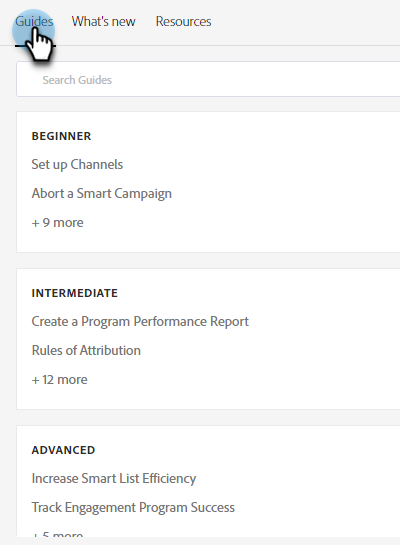 Guides What's new Resources
Search Guides
BEGINNER
Set up Channels
Abort a Smart Campaign
+ 9 more
INTERMEDIATE
Create a Program Performance Report
Rules of Attribution
+ 12 more
ADVANCED
Increase Smart List Efficiency
Track Engagement Program Success
+ 5 more